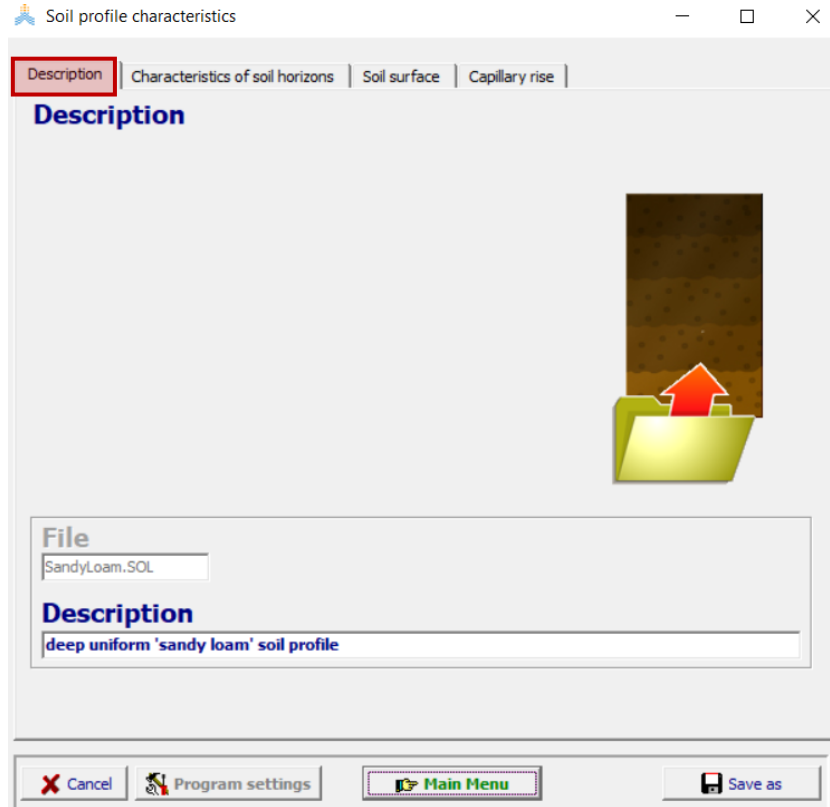 Soil profile characteristics
Description Characteristics of soil horizons Soil surface Capillary rise
Description
File
SandyLoam.SOL
Description
deep uniform 'sandy loam' soil profile
Cancel Program settings Main Menu Save as